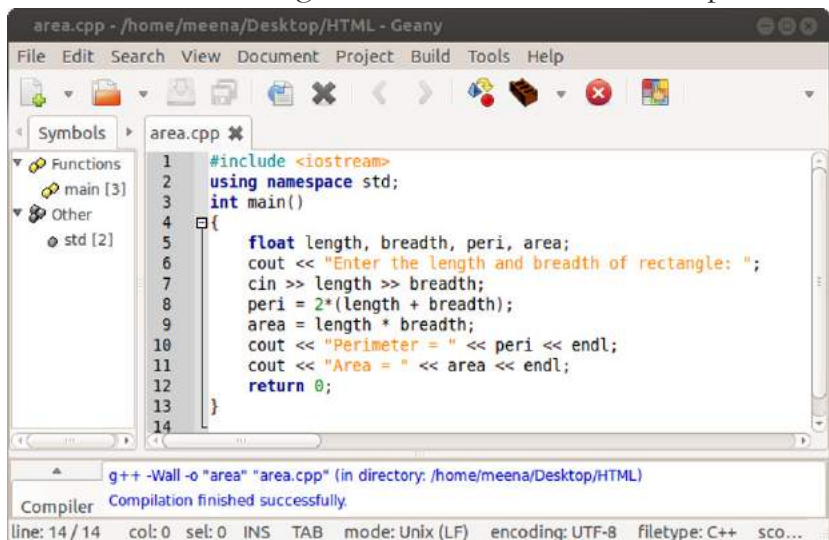 area.cpp - /home/meena/Desktop/HTML - Geany
File Edit Search View Document Project Build Tools Help
Symbols area.cpp
Functions
main [3]
Other
std [2]
1 #include <iostream>
2 using namespace std;
3 int main()
4 {
5 float length, breadth, peri, area;
6 cout << "Enter the length and breadth of rectangle: ";
7 cin >> length >> breadth;
8 peri = 2*(length + breadth);
9 area = length * breadth;
10 cout << "Perimeter = " << peri << endl;
11 cout << "Area = " << area << endl;
12 return 0;
13 }
14
g++ -Wall -o "area" "area.cpp" (in directory: /home/meena/Desktop/HTML)
Compiler Compilation finished successfully.
line: 14 / 14 col: 0 sel: 0 INS TAB mode: Unix (LF) encoding: UTF-8 filetype: C++ sco...